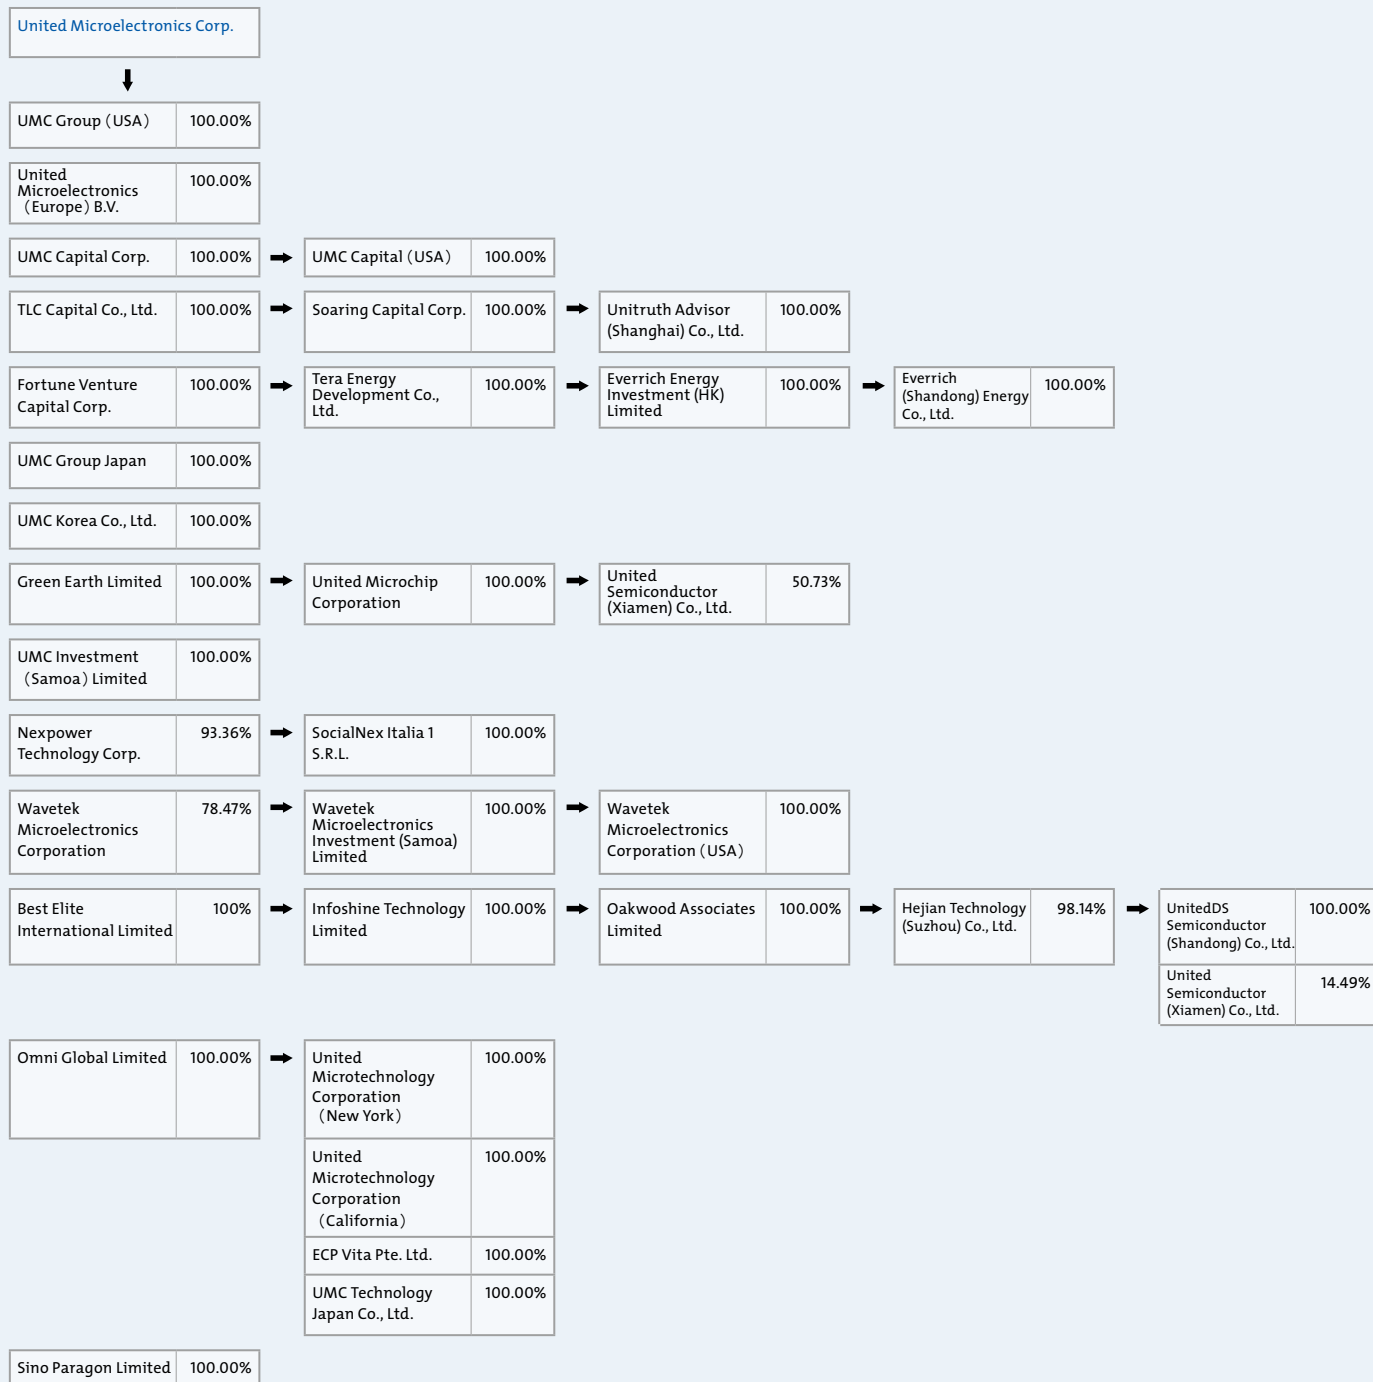 United Microelectronics Corp.
UMC Group（USA） 100.00%
United
Microelectronics
（Europe）B.V.
100.00%
UMC Capital Corp. 100.00%
UMC Capital（USA） 100.00%
TLC Capital Co., Ltd. 100.00%
Soaring Capital Corp. 100.00%
Unitruth Advisor
(Shanghai) Co., Ltd.
100.00%
Fortune Venture
Capital Corp.
100.00%
Tera Energy
Development Co.,
Ltd.
100.00%
Everrich Energy
Investment (HK)
Limited
100.00%
Everrich
(Shandong) Energy
Co., Ltd.
100.00%
UMC Group Japan 100.00%
UMC Korea Co., Ltd. 100.00%
Green Earth Limited 100.00%
United Microchip
Corporation
100.00%
United
Semiconductor
(Xiamen) Co., Ltd.
50.73%
UMC Investment
（Samoa）Limited
100.00%
Nexpower
Technology Corp.
93.36%
SocialNex Italia 1
S.R.L.
100.00%
Wavetek
Microelectronics
Corporation
78.47%
Wavetek
Microelectronics
Investment (Samoa)
Limited
100.00%
Wavetek
Microelectronics
Corporation（USA）
100.00%
Best Elite
International Limited
100%
Infoshine Technology
Limited
100.00%
Oakwood Associates
Limited
100.00%
Hejian Technology
(Suzhou) Co., Ltd.
98.14%
UnitedDS
Semiconductor
(Shandong) Co., Ltd.
100.00%
United
Semiconductor
(Xiamen) Co., Ltd.
14.49%
Omni Global Limited 100.00%
United
Microtechnology
Corporation
（New York）
100.00%
United
Microtechnology
Corporation
（California）
100.00%
ECP Vita Pte. Ltd. 100.00%
UMC Technology
Japan Co., Ltd.
100.00%
Sino Paragon Limited 100.00%